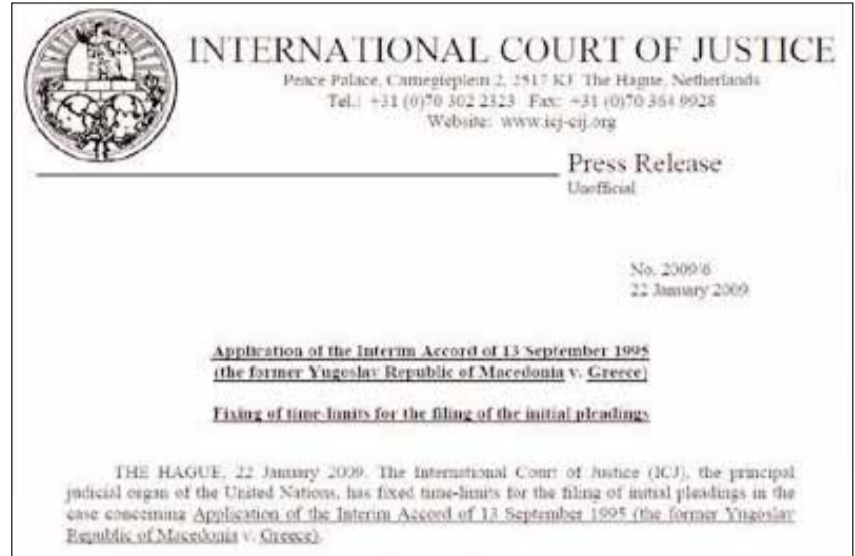 INTERNATIONAL COURT OF JUSTICE
Peace Palace, Carnegieplein 2, 2517 KJ The Hague, Netherlands
Tel.: +31 (0)70 302 2323 Fax: +31 (0)70 364 9928
Website: www.icj-cij.org
Press Release
Unofficial
No. 2009/6
22 January 2009
Application of the Interim Accord of 13 September 1995
(the former Yugoslav Republic of Macedonia v. Greece)
Fixing of time-limits for the filing of the initial pleadings
THE HAGUE, 22 January 2009. The International Court of Justice (ICJ), the principal
judicial organ of the United Nations, has fixed time-limits for the filing of initial pleadings in the
case concerning Application of the Interim Accord of 13 September 1995 (the former Yugoslav
Republic of Macedonia v. Greece).